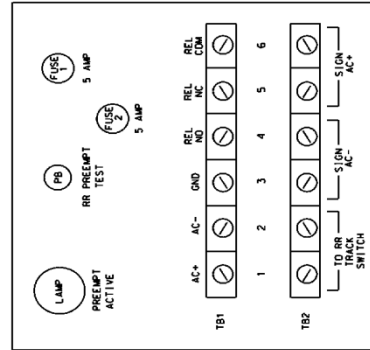 FUSE
1
5 AMP
FUSE
2
5 AMP
PB
RR PREEMPT
TEST
LAMP
PREEMPT
ACTIVE
REL
COM
REL
NC
REL
NO
GND
AC-
AC+
TB1
6
5
4
3
2
1
TB2
SIGN
AC+
SIGN
AC-
TO RR
TRACK
SWITCH